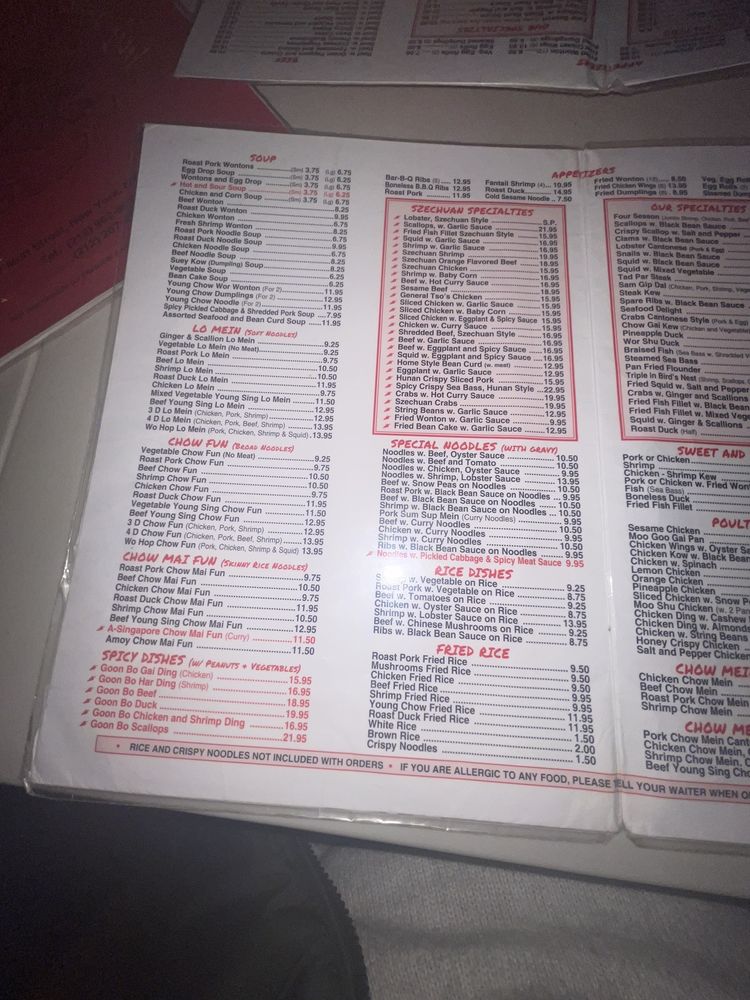 SOUP
Roast Pork Wontons (Sm) 3.75 (Lg) 6.75
Egg Drop Soup (Sm) 3.75 (Lg) 6.25
Wontons and Egg Drop (Sm) 3.75 (Lg) 6.75
Hot and Sour Soup (Sm) 3.75 (Lg) 6.25
Chicken and Corn Soup (Sm) 3.75 (Lg) 6.75
Beef Wonton
Roast Duck Wonton
Chicken Wonton
Fresh Shrimp Wonton
Roast Pork Noodle Soup
Roast Duck Noodle Soup
Chicken Noodle Soup
Beef Noodle Soup
Suey Kow (Dumpling) Soup
Vegetable Soup
Bean Cake Soup
Young Chow Wor Wonton (For 2) 11.95
Young Chow Dumplings (For 2) 12.95
Young Chow Noodle (For 2) 11.95
Spicy Pickled Cabbage & Shredded Pork Soup 7.95
Assorted Seafood and Bean Curd Soup 11.95
LO MEIN (SOFT NOODLES)
Ginger & Scallion Lo Mein 9.25
Vegetable Lo Mein (No Meat) 9.25
Roast Pork Lo Mein 9.75
Beef Lo Mein 10.50
Shrimp Lo Mein 10.50
Roast Duck Lo Mein 11.95
Chicken Lo Mein 9.75
Mixed Vegetable Young Sing Lo Mein 11.50
Beef Young Sing Lo Mein 12.95
3 D Lo Mein (Chicken, Pork, Shrimp) 12.95
4 D Lo Mein (Chicken, Pork, Beef, Shrimp) 13.95
Wo Hop Lo Mein (Pork, Chicken, Shrimp & Squid) 13.95
CHOW FUN (BROAD NOODLES)
Vegetable Chow Fun (No Meat) 9.25
Roast Pork Chow Fun 9.75
Beef Chow Fun 10.50
Shrimp Chow Fun 10.50
Chicken Chow Fun 9.75
Roast Duck Chow Fun 11.95
Vegetable Young Sing Chow Fun 11.50
Beef Young Sing Chow Fun 12.95
3 D Chow Fun (Chicken, Pork, Shrimp) 12.95
4 D Chow Fun (Chicken, Pork, Beef, Shrimp) 13.95
Wo Hop Chow Fun (Pork, Chicken, Shrimp & Squid) 13.95
CHOW MAI FUN (SKINNY RICE NOODLES)
Roast Pork Chow Mai Fun 9.75
Beef Chow Mai Fun 10.50
Chicken Chow Mai Fun 9.75
Roast Duck Chow Mai Fun 11.95
Shrimp Chow Mai Fun 10.50
Beef Young Sing Chow Mai Fun 12.95
A-Singapore Chow Mai Fun (Curry) 11.50
Amoy Chow Mai Fun 11.50
SPICY DISHES (W/ PEANUTS + VEGETABLES)
Goon Bo Gai Ding (Chicken) 15.95
Goon Bo Har Ding (Shrimp) 16.95
Goon Bo Beef 18.95
Goon Bo Duck 19.95
Goon Bo Chicken and Shrimp Ding 16.95
Goon Bo Scallops 21.95
APPETIZERS
Bar-B-Q Ribs (5) 12.95
Boneless B.B.Q Ribs 12.95
Roast Pork 11.95
Fantail Shrimp (4) 10.95
Roast Duck 14.95
Cold Sesame Noodle 7.50
Fried Wonton (12) 8.50
Fried Chicken Wings (8) 13.95
Fried Dumplings (8) 8.95
Veg. Egg Roll
Egg Rolls
SZECHUAN SPECIALTIES
Lobster, Szechuan Style S.P.
Scallops, w. Garlic Sauce 21.95
Fried Fish Fillet Szechuan Style 15.95
Squid w. Garlic Sauce 16.95
Shrimp w. Garlic Sauce 16.95
Szechuan Shrimp 19.95
Szechuan Orange Flavored Beef 18.95
Szechuan Chicken 15.95
Shrimp w. Baby Corn 16.95
Beef w. Hot Curry Sauce
Sesame Beef
General Tso's Chicken
Sliced Chicken w. Garlic Sauce
Sliced Chicken w. Baby Corn 15.95
Sliced Chicken w. Eggplant & Spicy Sauce 15.95
Chicken w. Curry Sauce
Shredded Beef, Szechuan Style 16.95
Beef w. Garlic Sauce 16.95
Beef w. Eggplant and Spicy Sauce 16.95
Squid w. Eggplant and Spicy Sauce 16.95
Home Style Bean Curd (w. meat) 12.95
Eggplant w. Garlic Sauce 12.95
Hunan Crispy Sliced Pork 15.95
Spicy Crispy Sea Bass, Hunan Style 22.95
Crabs w. Hot Curry Sauce 19.95
Szechuan Crabs 19.95
String Beans w. Garlic Sauce 12.95
Fried Wonton w. Garlic Sauce 9.95
Fried Bean Cake w. Garlic Sauce 12.95
SPECIAL NOODLES (WITH GRAVY)
Noodles w. Beef, Oyster Sauce 10.50
Noodles w. Beef and Tomato 10.50
Noodles w. Chicken, Oyster Sauce 9.95
Noodles w. Shrimp, Lobster Sauce 13.95
Beef w. Snow Peas on Noodles 10.50
Roast Pork w. Black Bean Sauce on Noodles 9.95
Beef w. Black Bean Sauce on Noodles 10.50
Shrimp w. Black Bean Sauce on Noodles 10.50
Pork Sum Sup Mein (Curry Noodles) 9.95
Beef w. Curry Noodles 10.50
Chicken w. Curry Noodles 9.95
Shrimp w. Curry Noodles 10.50
Ribs w. Black Bean Sauce on Noodles 9.95
Noodles w. Pickled Cabbage & Spicy Meat Sauce 9.95
RICE DISHES
w. Vegetable on Rice 9.25
Roast Pork w. Vegetable on Rice 8.75
Beef w. Tomatoes on Rice 9.25
Chicken w. Oyster Sauce on Rice 8.75
Shrimp w. Lobster Sauce on Rice 13.95
Beef w. Chinese Mushrooms on Rice 9.25
Ribs w. Black Bean Sauce on Rice 8.75
FRIED RICE
Roast Pork Fried Rice 9.50
Mushrooms Fried Rice 9.50
Chicken Fried Rice 9.50
Beef Fried Rice 9.95
Shrimp Fried Rice 9.95
Young Chow Fried Rice 11.95
Roast Duck Fried Rice 11.95
White Rice 1.50
Brown Rice 2.00
Crispy Noodles 1.50
OUR SPECIALTIES
Four Season
Scallops w. Black Bean Sauce
Crispy Scallop w. Salt and Pepper
Clams w. Black Bean Sauce
Lobster Cantonese (Pork & Egg)
Snails w. Black Bean Sauce
Squid w. Black Bean Sauce
Squid w. Mixed Vegetable
Tad Par Steak
Sam Gip Dai (Chicken, Pork, Shrimp,
Steak Kew
Spare Ribs w. Black Bean Sauce
Seafood Delight
Crabs Cantonese Style (Pork &
Chow Gai Kew (Chicken and Vegetable
Pineapple Duck
Wor Shu Duck
Braised Fish (Sea Bass w. Shredded
Steamed Sea Bass
Pan Fried Flounder
Triple in Bird's Nest (Shrimp, Scallops,
Fried Squid w. Salt and Pepper
Crabs w. Ginger and Scallions
Fried Fish Fillet w. Black Bean
Fried Fish Fillet w. Mixed Vege
Squid w. Ginger & Scallions
Roast Duck (Half)
SWEET AND
Pork or Chicken
Shrimp
Chicken - Shrimp Kew
Pork or Chicken w. Fried Won
Fish (Sea Bass)
Boneless Duck
Fried Fish Fillet
POULT
Sesame Chicken
Moo Goo Gai Pan
Chicken Wings w. Oyster Sa
Chicken Kow w. Black Bean
Chicken w. Spinach
Lemon Chicken
Orange Chicken
Pineapple Chicken
Sliced Chicken w. Snow P
Moo Shu Chicken (w. 2 Pan
Chicken Ding w. Cashew
Chicken Ding w. Almond
Chicken w. String Beans
Honey Crispy Chicken
Salt and Pepper Chicken
CHOW MEI
Chicken Chow Mein
Beef Chow Mein
Roast Pork Chow Mein
Shrimp Chow Mein
CHOW MEI
Pork Chow Mein Cant
Chicken Chow Mein,
Shrimp Chow Mein, C
Beef Young Sing Cho
• RICE AND CRISPY NOODLES NOT INCLUDED WITH ORDERS • IF YOU ARE ALLERGIC TO ANY FOOD, PLEASE TELL YOUR WAITER WHEN O